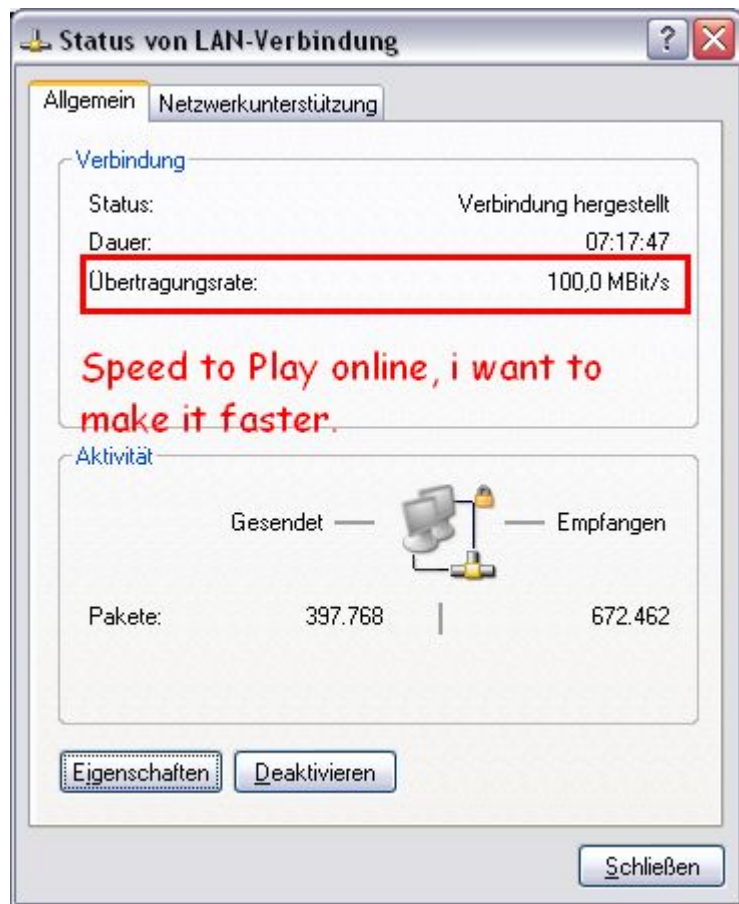 Status von LAN-Verbindung
Allgemein Netzwerkunterstützung
Verbindung
Status: Verbindung hergestellt
Dauer: 07:17:47
Übertragungsrate: 100,0 MBit/s
Speed to Play online, i want to
make it faster.
Aktivität
Gesendet Empfangen
Pakete: 397.768 672.462
Eigenschaften Deaktivieren
Schließen